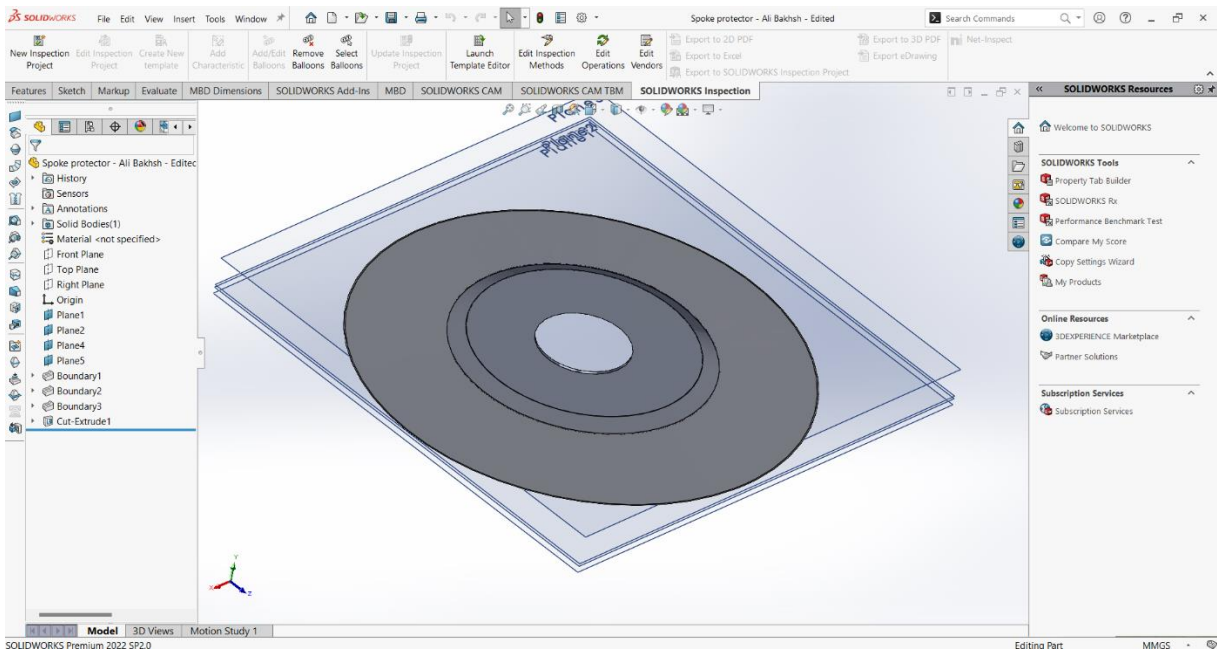 SOLIDWORKS File Edit View Insert Tools Window Spoke protector - Ali Bakhsh - Edited Search Commands
New Inspection Project
Edit Inspection Project
Create New template
Add Characteristic
Add/Edit Balloons
Remove Balloons
Select Balloons
Update Inspection Project
Launch Template Editor
Edit Inspection Methods
Edit Operations
Edit Vendors
Export to 2D PDF
Export to Excel
Export to SOLIDWORKS Inspection Project
Export to 3D PDF
Export eDrawing
Net-Inspect
Features Sketch Markup Evaluate MBD Dimensions SOLIDWORKS Add-Ins MBD SOLIDWORKS CAM SOLIDWORKS CAM TBM SOLIDWORKS Inspection
Spoke protector - Ali Bakhsh - Editec
History
Sensors
Annotations
Solid Bodies(1)
Material <not specified>
Front Plane
Top Plane
Right Plane
Origin
Plane1
Plane2
Plane4
Plane5
Boundary1
Boundary2
Boundary3
Cut-Extrude1
Y
X
Z
SOLIDWORKS Resources
Welcome to SOLIDWORKS
SOLIDWORKS Tools
Property Tab Builder
SOLIDWORKS Rx
Performance Benchmark Test
Compare My Score
Copy Settings Wizard
My Products
Online Resources
3DEXPERIENCE Marketplace
Partner Solutions
Subscription Services
Subscription Services
Model 3D Views Motion Study 1
SOLIDWORKS Premium 2022 SP2.0 Editing Part MMGS